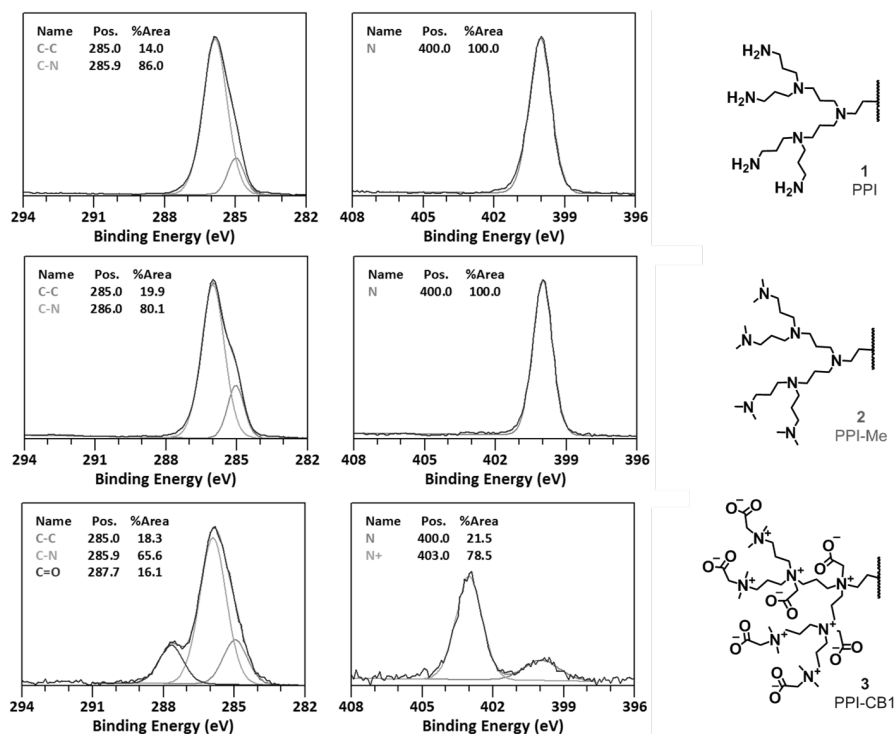 Name Pos. %Area
C-C 285.0 14.0
C-N 285.9 86.0
294 291 288 285 282
Binding Energy (eV)
Name Pos. %Area
N 400.0 100.0
408 405 402 399 396
Binding Energy (eV)
H₂N
N
H₂N
N
N
H₂N
H₂N
1
PPI
Name Pos. %Area
C-C 285.0 19.9
C-N 286.0 80.1
294 291 288 285 282
Binding Energy (eV)
Name Pos. %Area
N 400.0 100.0
408 405 402 399 396
Binding Energy (eV)
N
N
N
N
N
N
N
2
PPI-Me
Name Pos. %Area
C-C 285.0 18.3
C-N 285.9 65.6
C=O 287.7 16.1
294 291 288 285 282
Binding Energy (eV)
Name Pos. %Area
N 400.0 21.5
N+ 403.0 78.5
408 405 402 399 396
Binding Energy (eV)
O
⁻O
N⁺
O
O⁻
O
⁻O
N⁺
N⁺
N⁺
⁻O
O
O
⁻O
N⁺
N⁺
O
O⁻
N⁺
⁻O
O
3
PPI-CB1